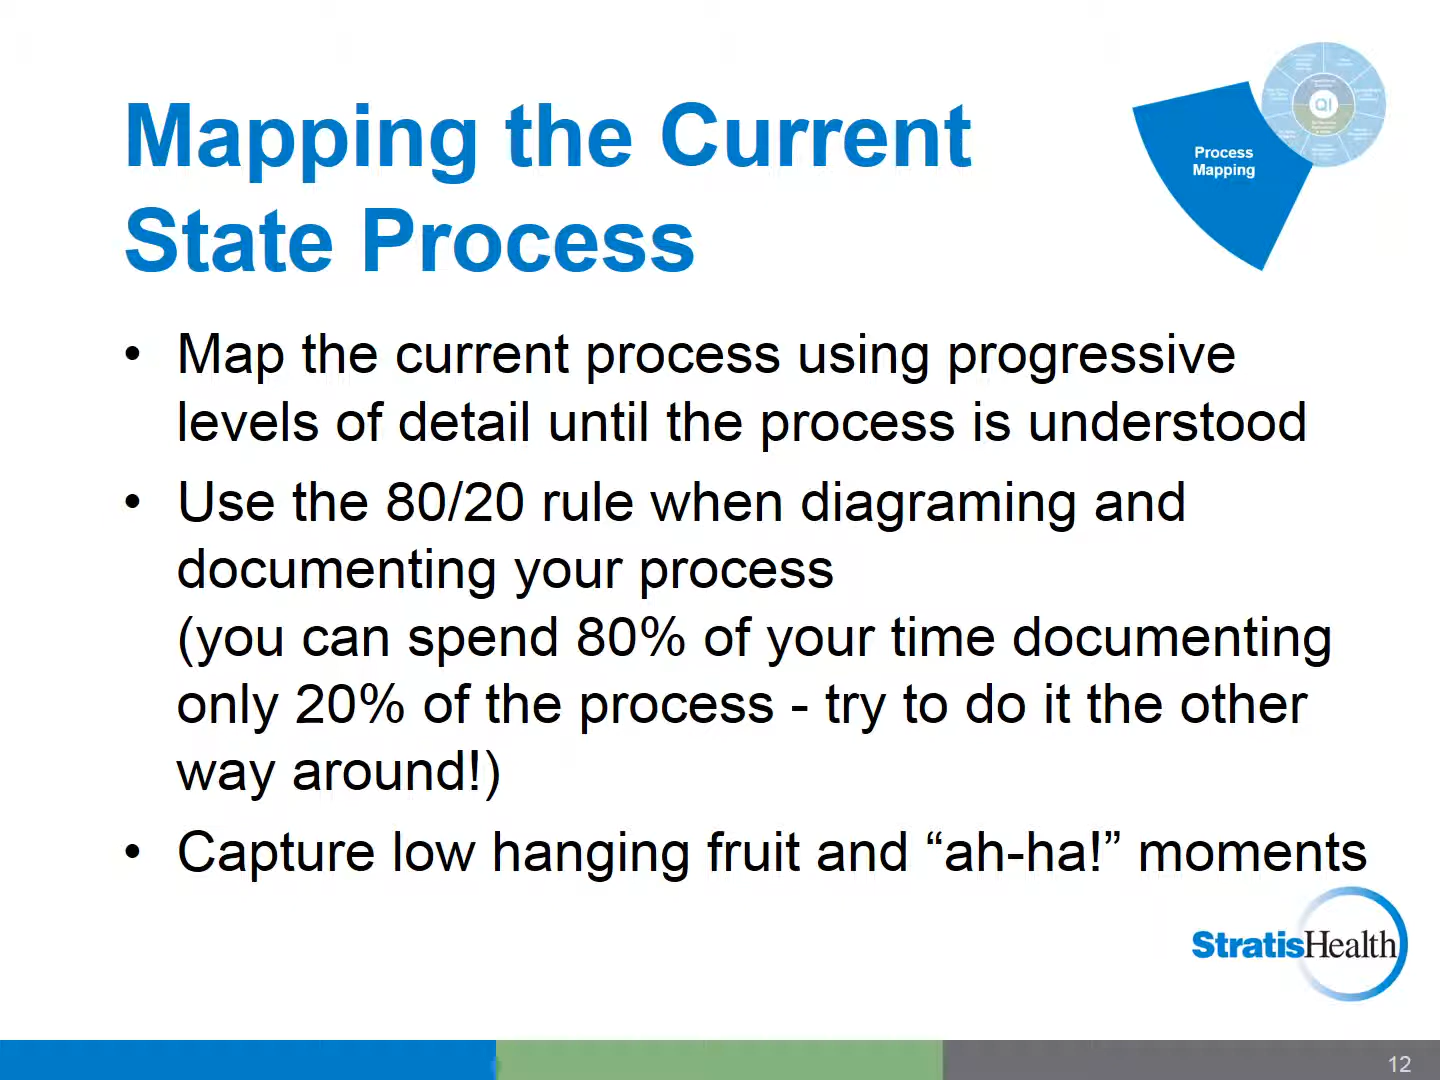 Mapping the Current
State Process
Process
Mapping
QI
• Map the current process using progressive
levels of detail until the process is understood
• Use the 80/20 rule when diagraming and
documenting your process
(you can spend 80% of your time documenting
only 20% of the process - try to do it the other
way around!)
• Capture low hanging fruit and “ah-ha!” moments
StratisHealth
12